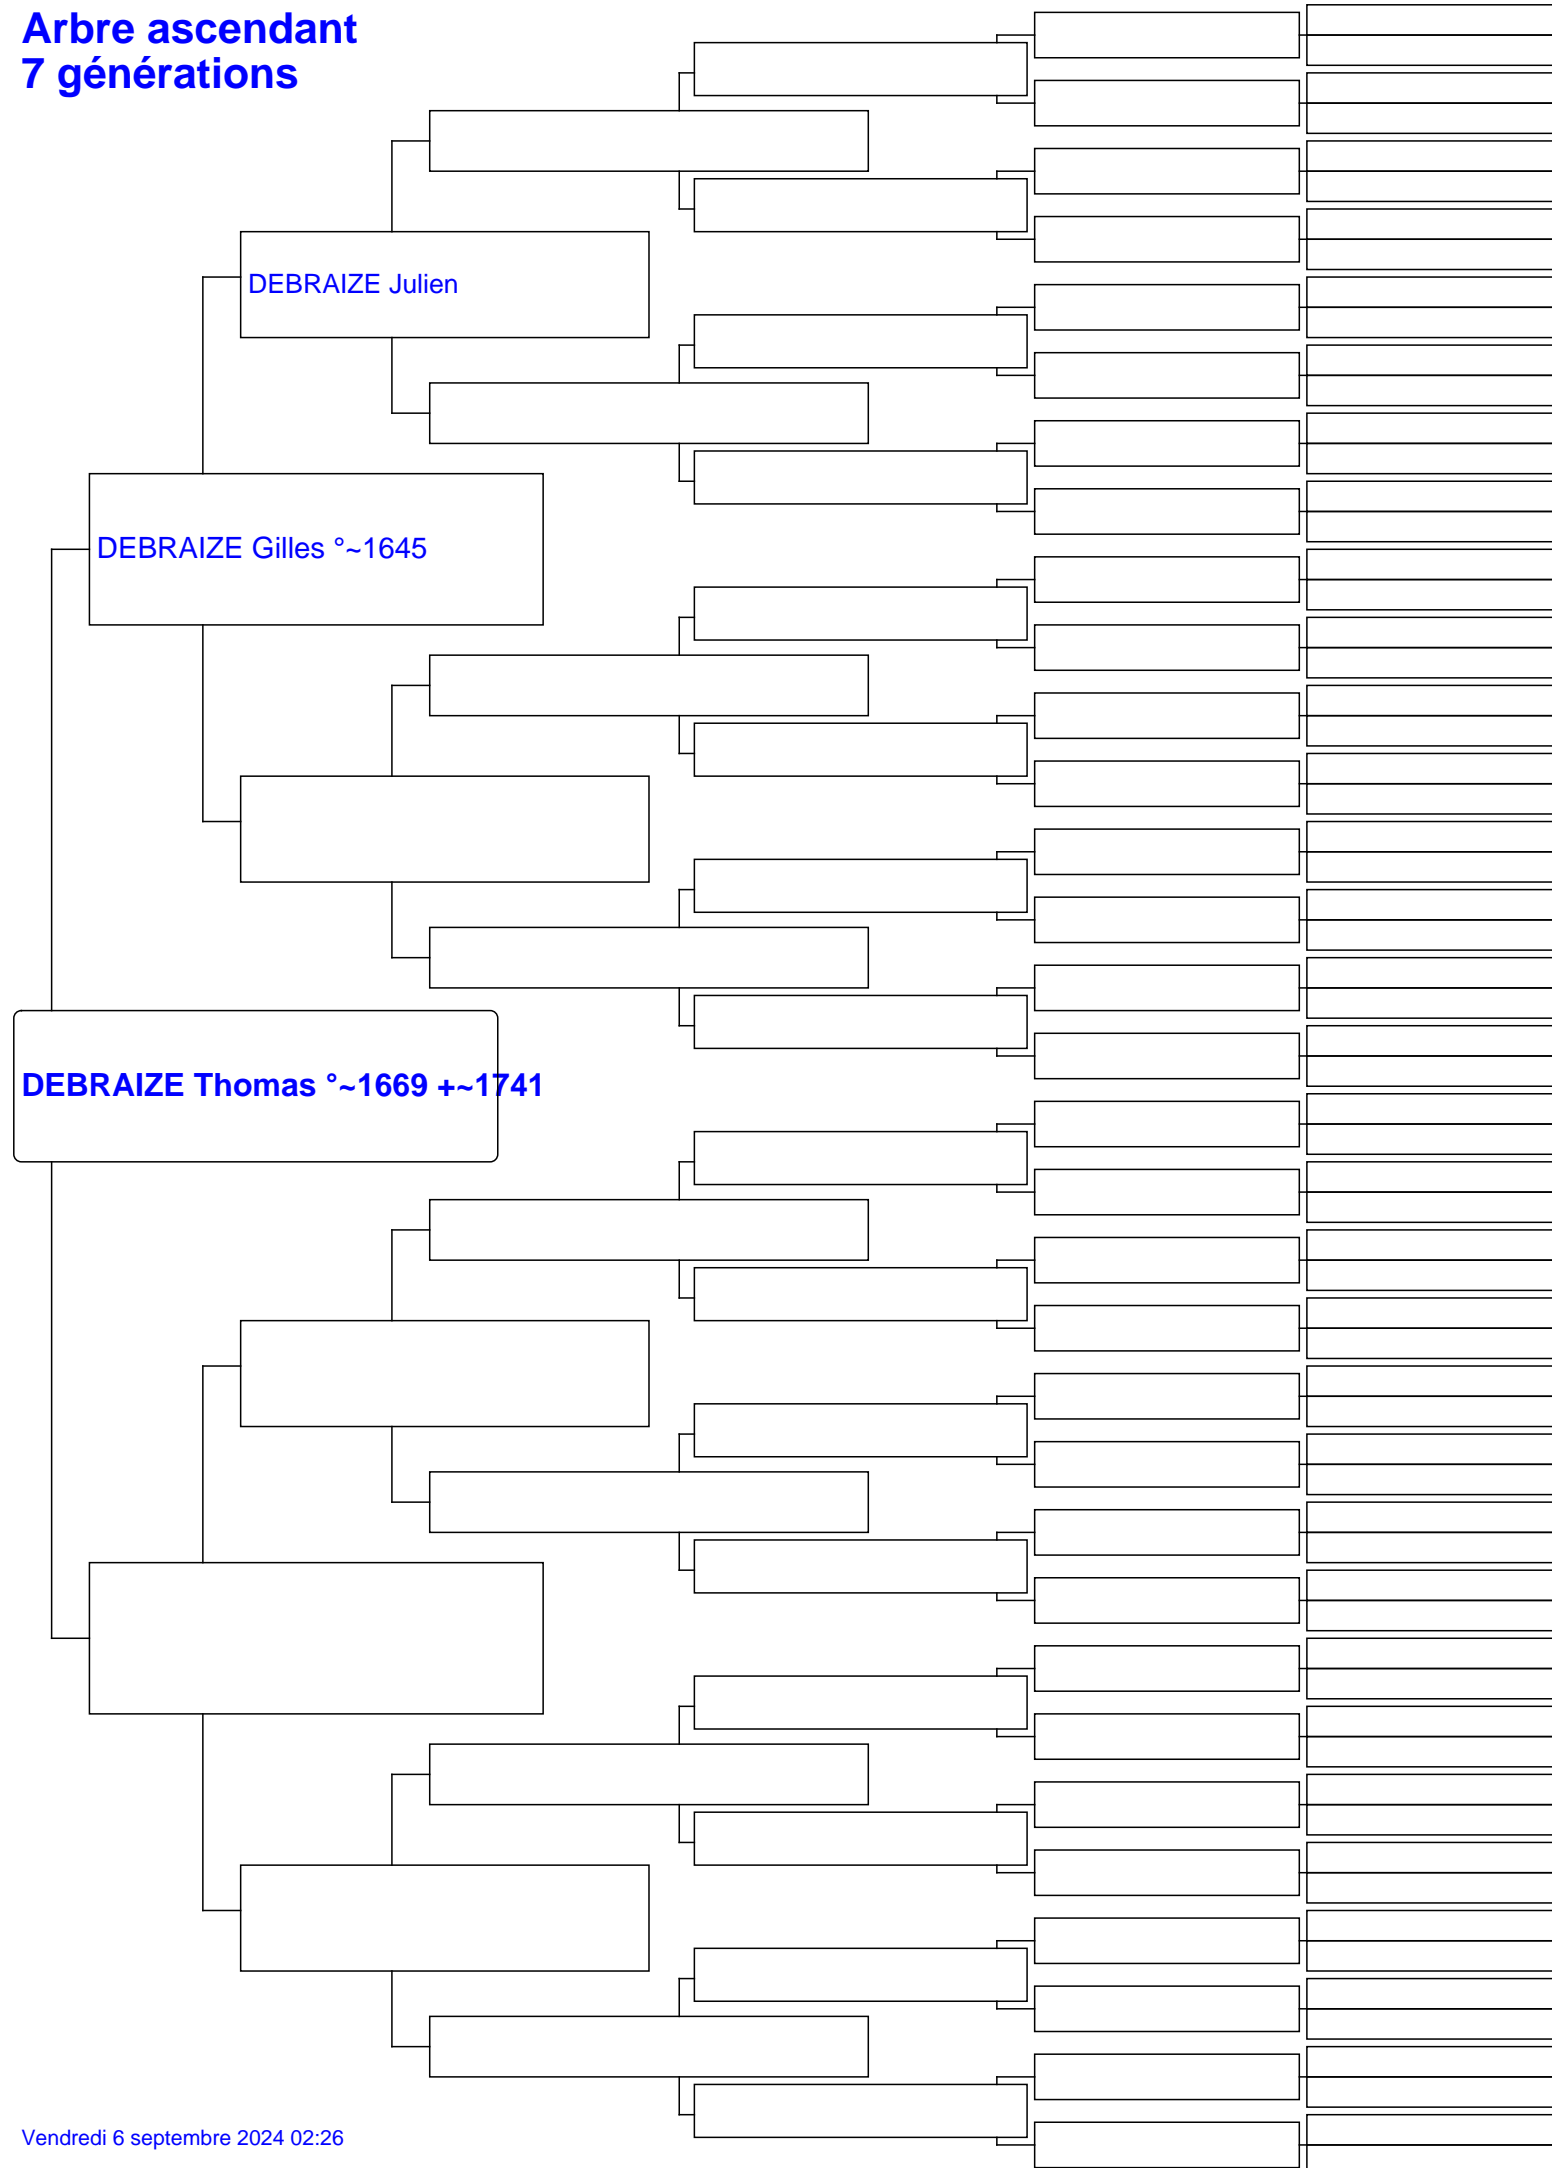 Arbre ascendant
7 générations
DEBRAIZE Julien
DEBRAIZE Gilles °~1645
DEBRAIZE Thomas °~1669 +~1741
Vendredi 6 septembre 2024 02:26